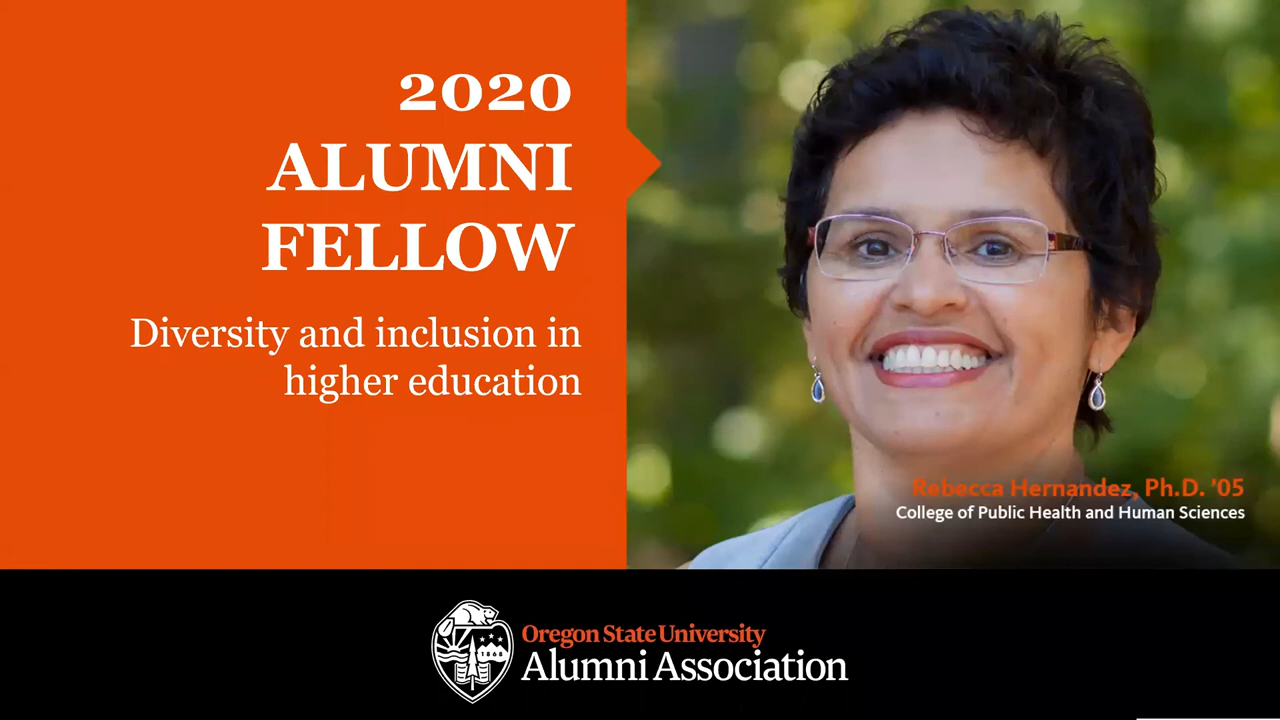 2020
ALUMNI
FELLOW
Diversity and inclusion in
higher education
Rebecca Hernandez, Ph.D. ’05
College of Public Health and Human Sciences
1868
Oregon State University
Alumni Association